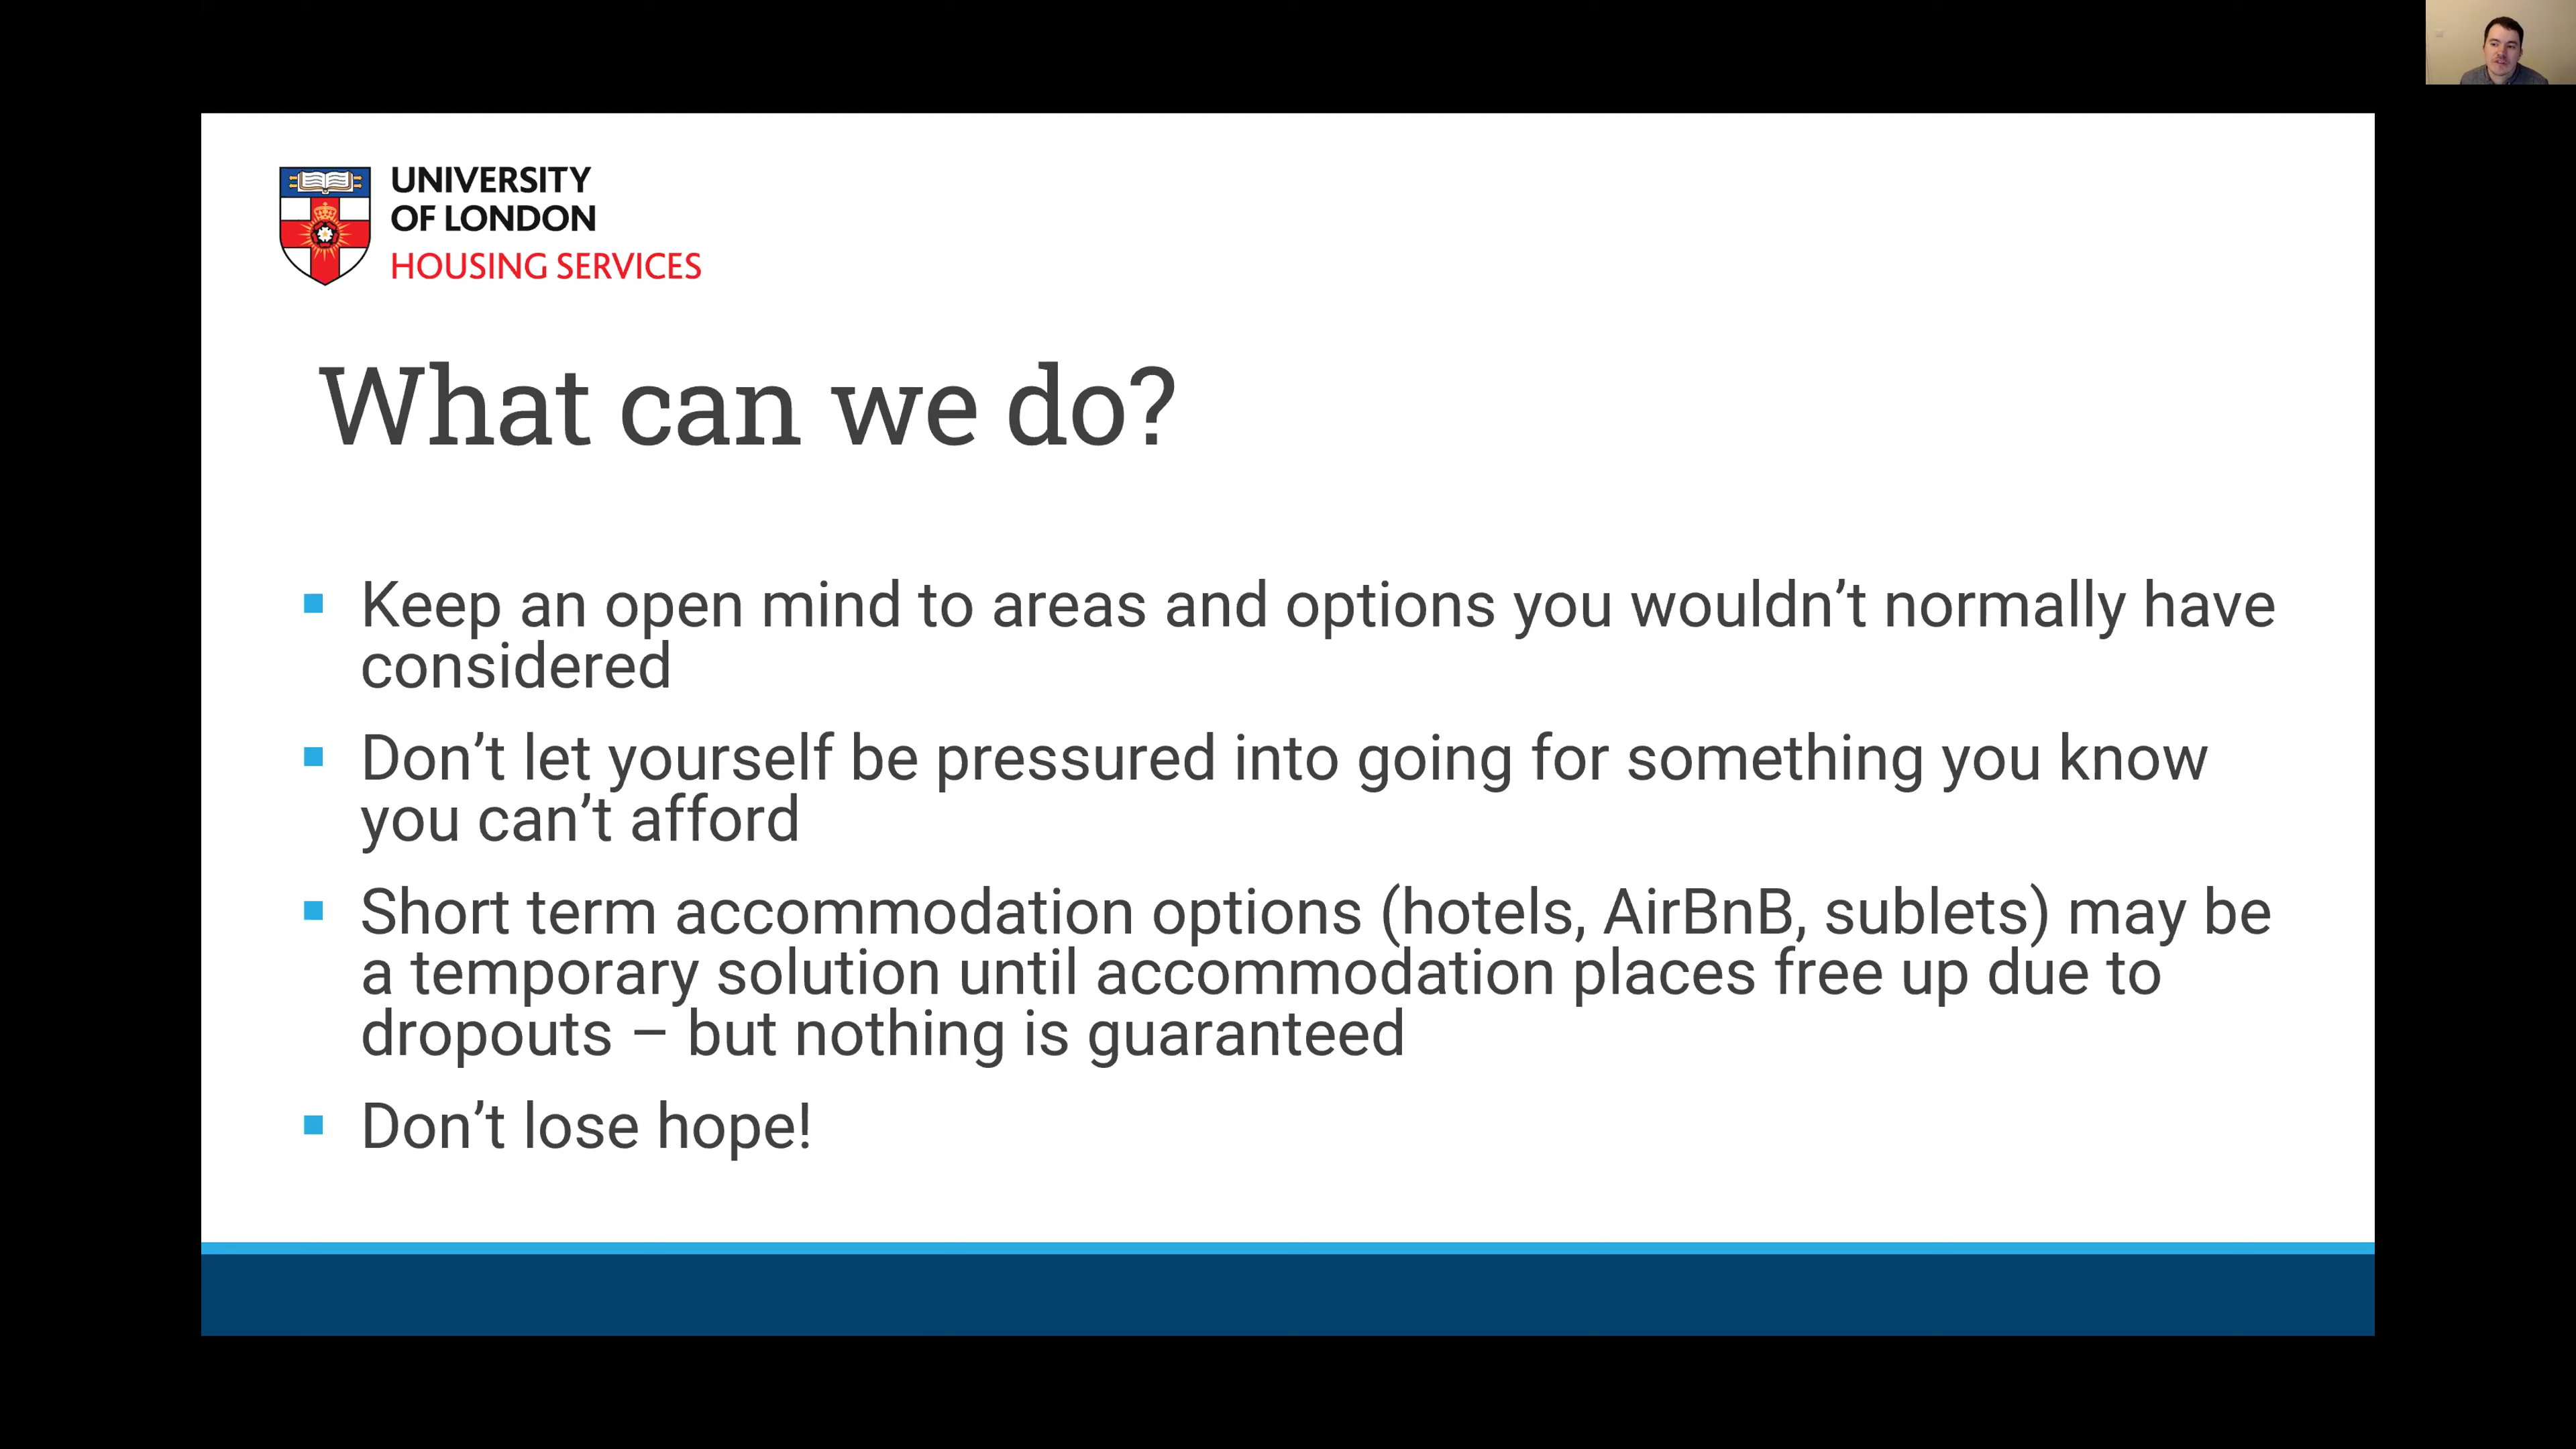 UNIVERSITY
OF LONDON
HOUSING SERVICES
What can we do?
Keep an open mind to areas and options you wouldn’t normally have
considered
Don’t let yourself be pressured into going for something you know
you can’t afford
Short term accommodation options (hotels, AirBnB, sublets) may be
a temporary solution until accommodation places free up due to
dropouts – but nothing is guaranteed
Don’t lose hope!